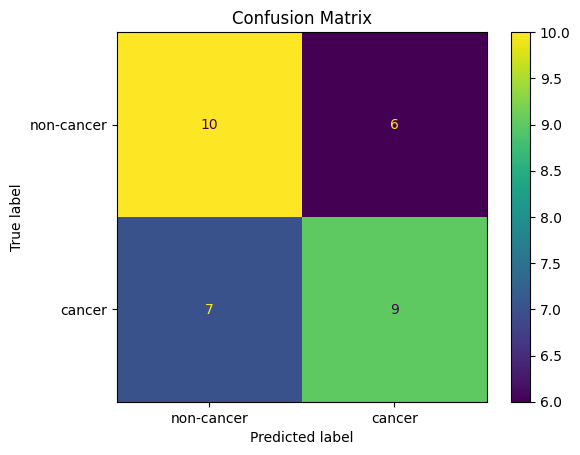 Confusion Matrix
True label
non-cancer
10
6
cancer
7
9
non-cancer
cancer
Predicted label
10.0
9.5
9.0
8.5
8.0
7.5
7.0
6.5
6.0